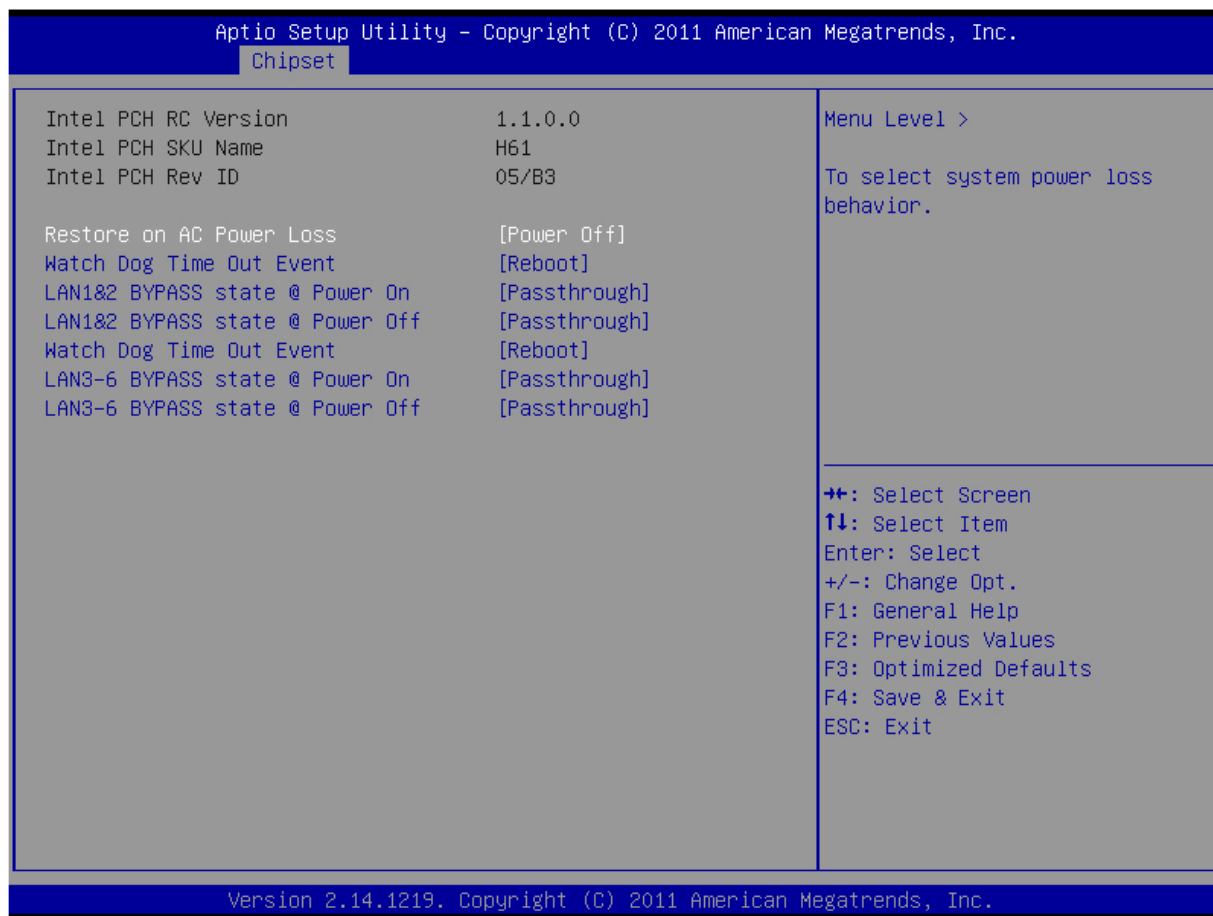 Aptio Setup Utility – Copyright (C) 2011 American Megatrends, Inc.
Chipset
Intel PCH RC Version 1.1.0.0
Intel PCH SKU Name H61
Intel PCH Rev ID 05/B3
Restore on AC Power Loss [Power Off]
Watch Dog Time Out Event [Reboot]
LAN1&2 BYPASS state @ Power On [Passthrough]
LAN1&2 BYPASS state @ Power Off [Passthrough]
Watch Dog Time Out Event [Reboot]
LAN3-6 BYPASS state @ Power On [Passthrough]
LAN3-6 BYPASS state @ Power Off [Passthrough]
Menu Level >
To select system power loss
behavior.
→←: Select Screen
↑↓: Select Item
Enter: Select
+/-: Change Opt.
F1: General Help
F2: Previous Values
F3: Optimized Defaults
F4: Save & Exit
ESC: Exit
Version 2.14.1219. Copyright (C) 2011 American Megatrends, Inc.